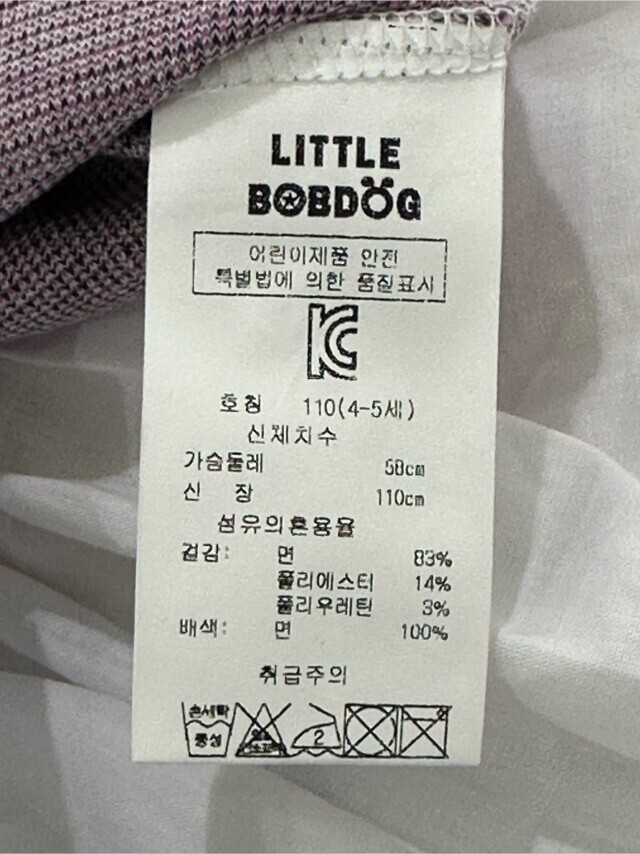 LITTLE
BOBDOG
어린이제품 안전
특별법에 의한 품질표시
KC
호칭 110(4-5세)
신체치수
가슴둘레 58cm
신 장 110cm
섬유의혼용율
겉감: 면 83%
폴리에스터 14%
폴리우레틴 3%
배색: 면 100%
취급주의
손세탁
중성
2